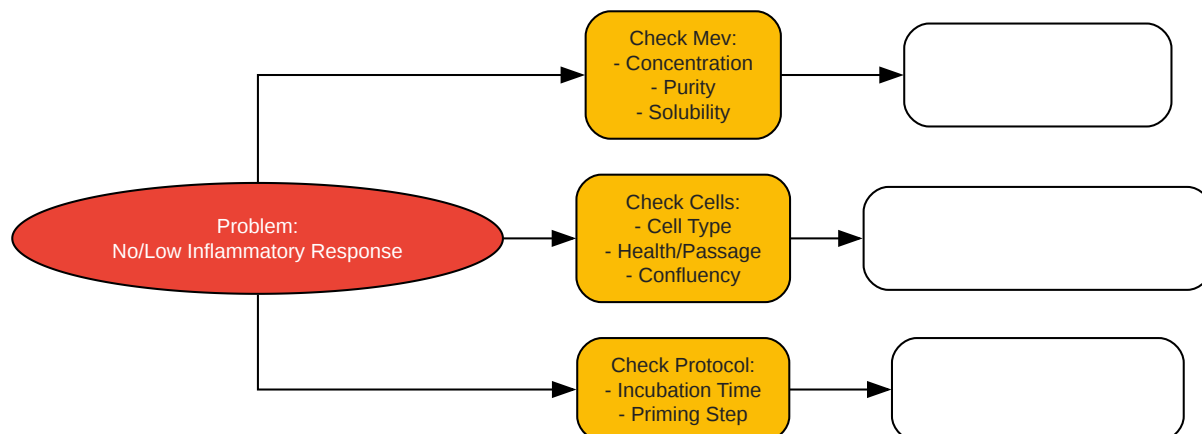 Check Mev:
- Concentration
- Purity
- Solubility
Problem:
No/Low Inflammatory Response
Check Cells:
- Cell Type
- Health/Passage
- Confluency
Check Protocol:
- Incubation Time
- Priming Step